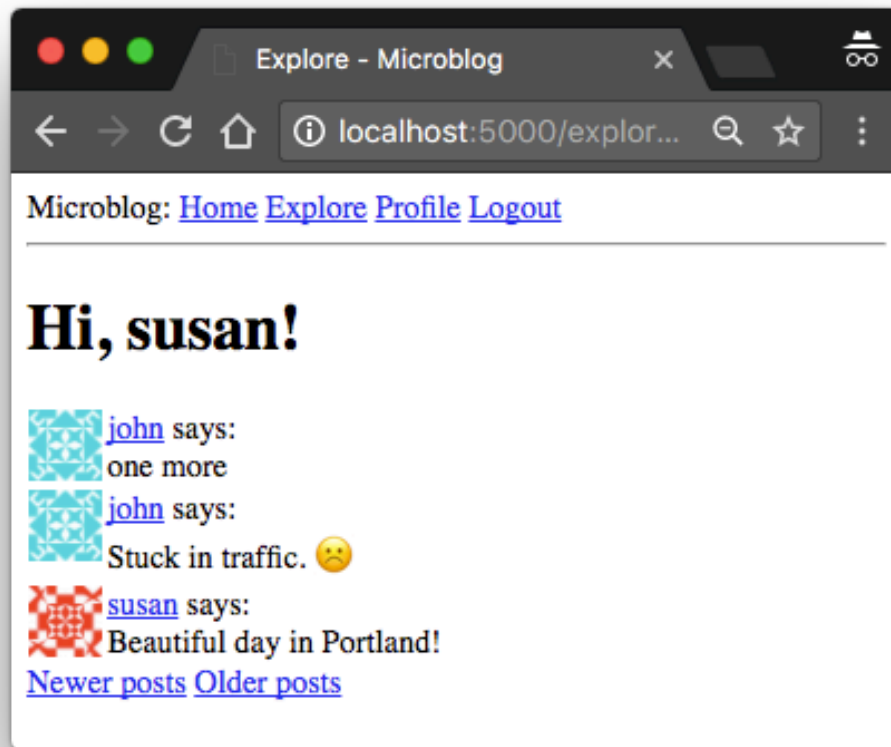 Explore - Microblog
localhost:5000/explor...
Microblog: Home Explore Profile Logout
Hi, susan!
john says:
one more
john says:
Stuck in traffic. ☹️
susan says:
Beautiful day in Portland!
Newer posts Older posts